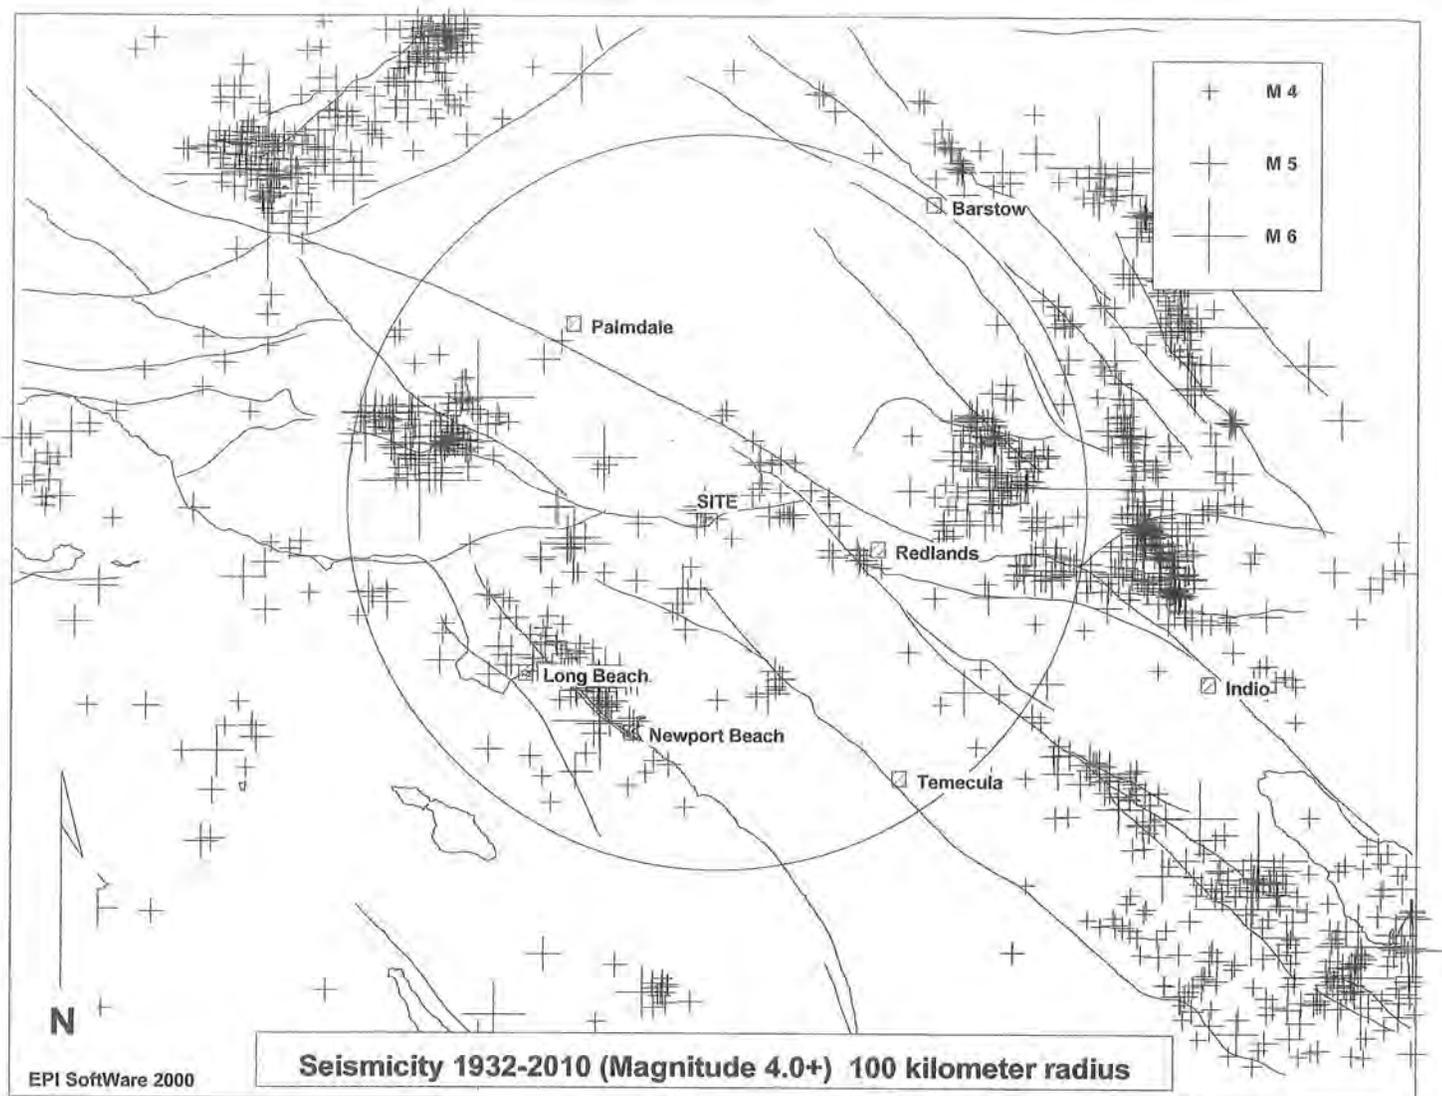 M 4
M 5
M 6
Barstow
Palmdale
SITE
Redlands
Long Beach
Indio
Newport Beach
Temecula
N
Seismicity 1932-2010 (Magnitude 4.0+) 100 kilometer radius
EPI SoftWare 2000